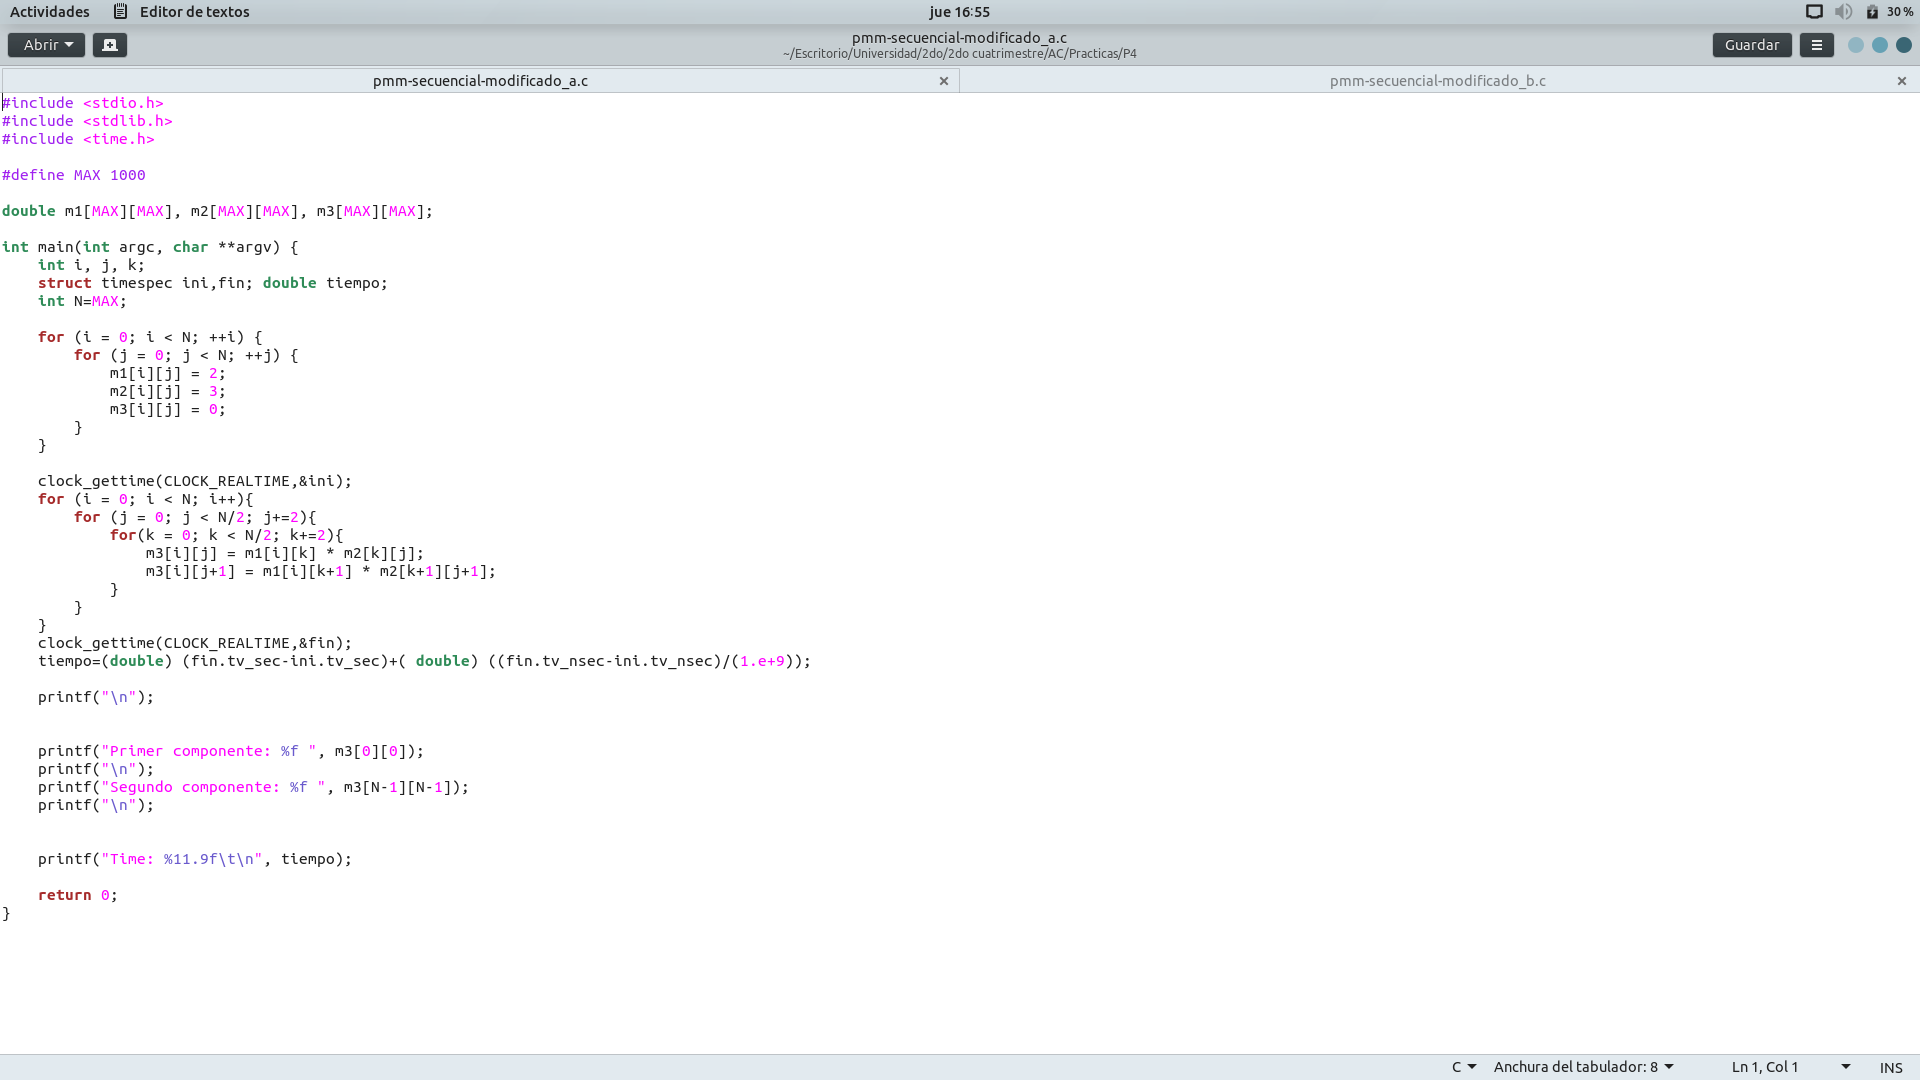 Actividades Editor de textos jue 16:55 30 %
Abrir pmm-secuencial-modificado_a.c Guardar
~/Escritorio/Universidad/2do/2do cuatrimestre/AC/Practicas/P4
pmm-secuencial-modificado_a.c pmm-secuencial-modificado_b.c
#include <stdio.h>
#include <stdlib.h>
#include <time.h>

#define MAX 1000

double m1[MAX][MAX], m2[MAX][MAX], m3[MAX][MAX];

int main(int argc, char **argv) {
    int i, j, k;
    struct timespec ini,fin; double tiempo;
    int N=MAX;

    for (i = 0; i < N; ++i) {
        for (j = 0; j < N; ++j) {
            m1[i][j] = 2;
            m2[i][j] = 3;
            m3[i][j] = 0;
        }
    }

    clock_gettime(CLOCK_REALTIME,&ini);
    for (i = 0; i < N; i++){
        for (j = 0; j < N/2; j+=2){
            for(k = 0; k < N/2; k+=2){
                m3[i][j] = m1[i][k] * m2[k][j];
                m3[i][j+1] = m1[i][k+1] * m2[k+1][j+1];
            }
        }
    }
    clock_gettime(CLOCK_REALTIME,&fin);
    tiempo=(double) (fin.tv_sec-ini.tv_sec)+( double) ((fin.tv_nsec-ini.tv_nsec)/(1.e+9));

    printf("\n");


    printf("Primer componente: %f ", m3[0][0]);
    printf("\n");
    printf("Segundo componente: %f ", m3[N-1][N-1]);
    printf("\n");


    printf("Time: %11.9f\t\n", tiempo);

    return 0;
}
C Anchura del tabulador: 8 Ln 1, Col 1 INS